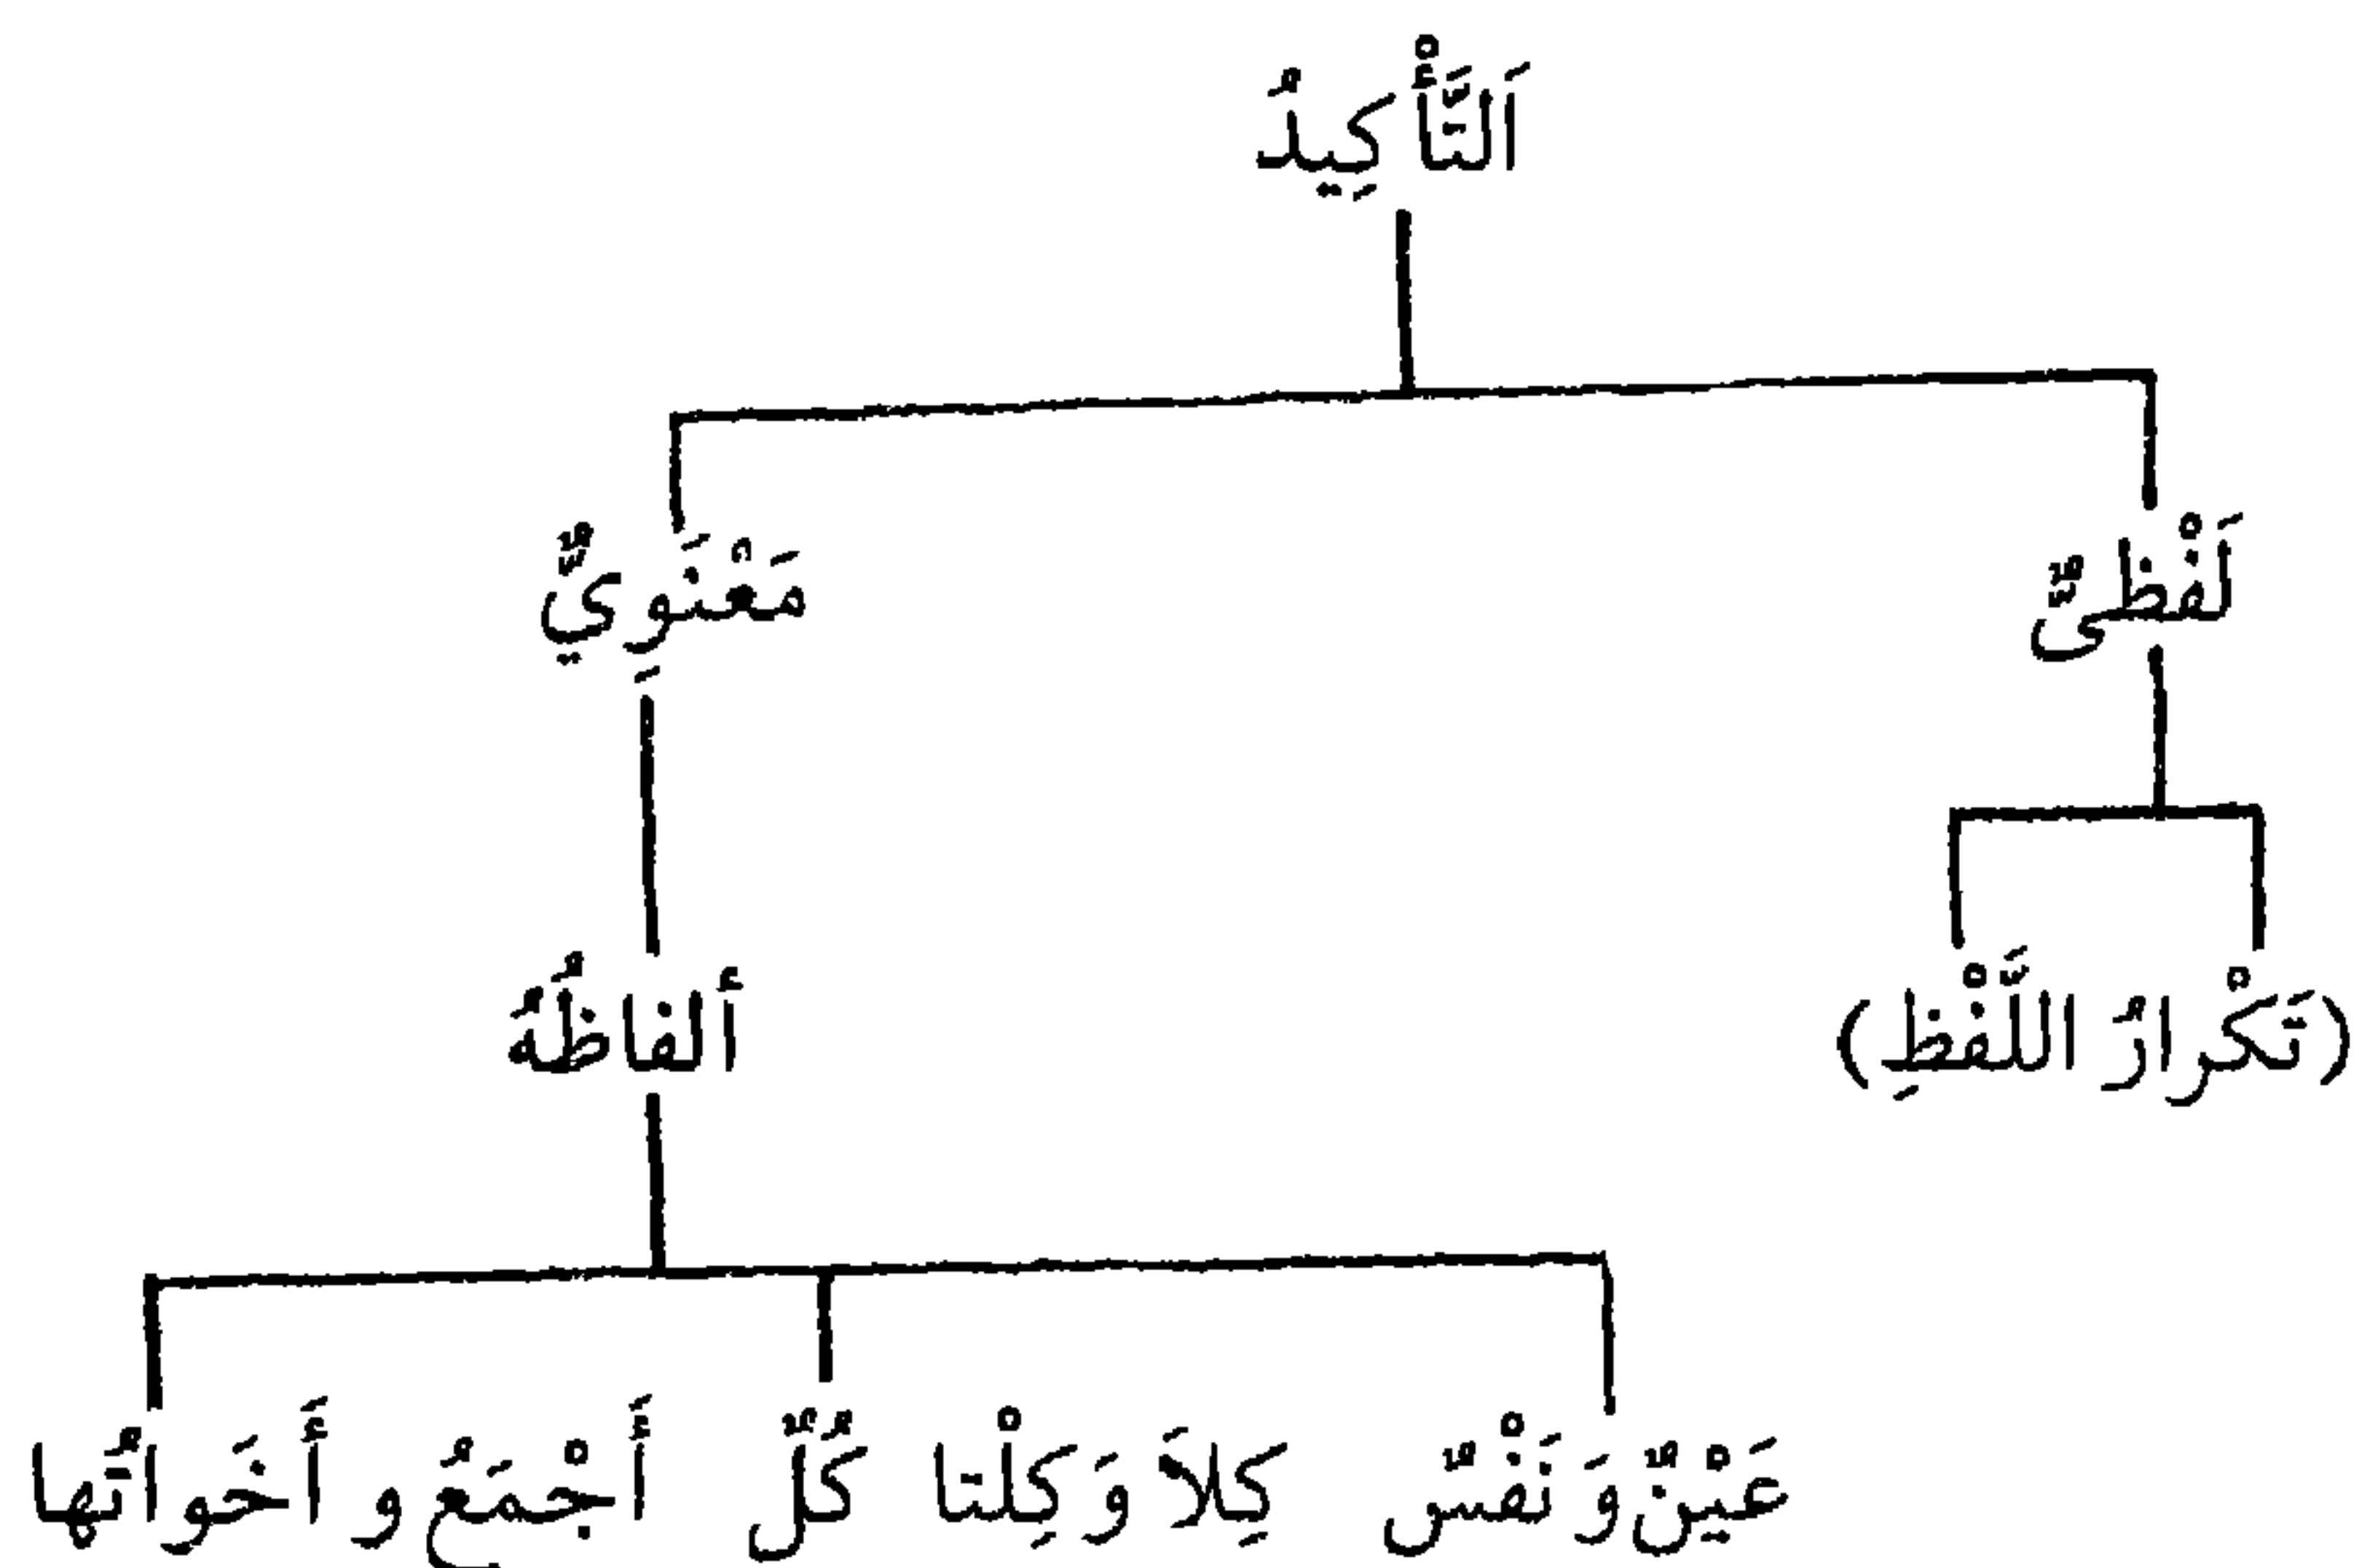 اَلتَّأْكِيدُ
لَفْظِىٌّ مَعْنَوِيٌّ
(تَكْرارُ اللَّفْظِ) أَلفاظُهُ
عَيْنٌ وَ نَفْسٌ كِلاَ وَ كِلْتا كُلٌّ أَجْمَعُ و أَخَواتُها